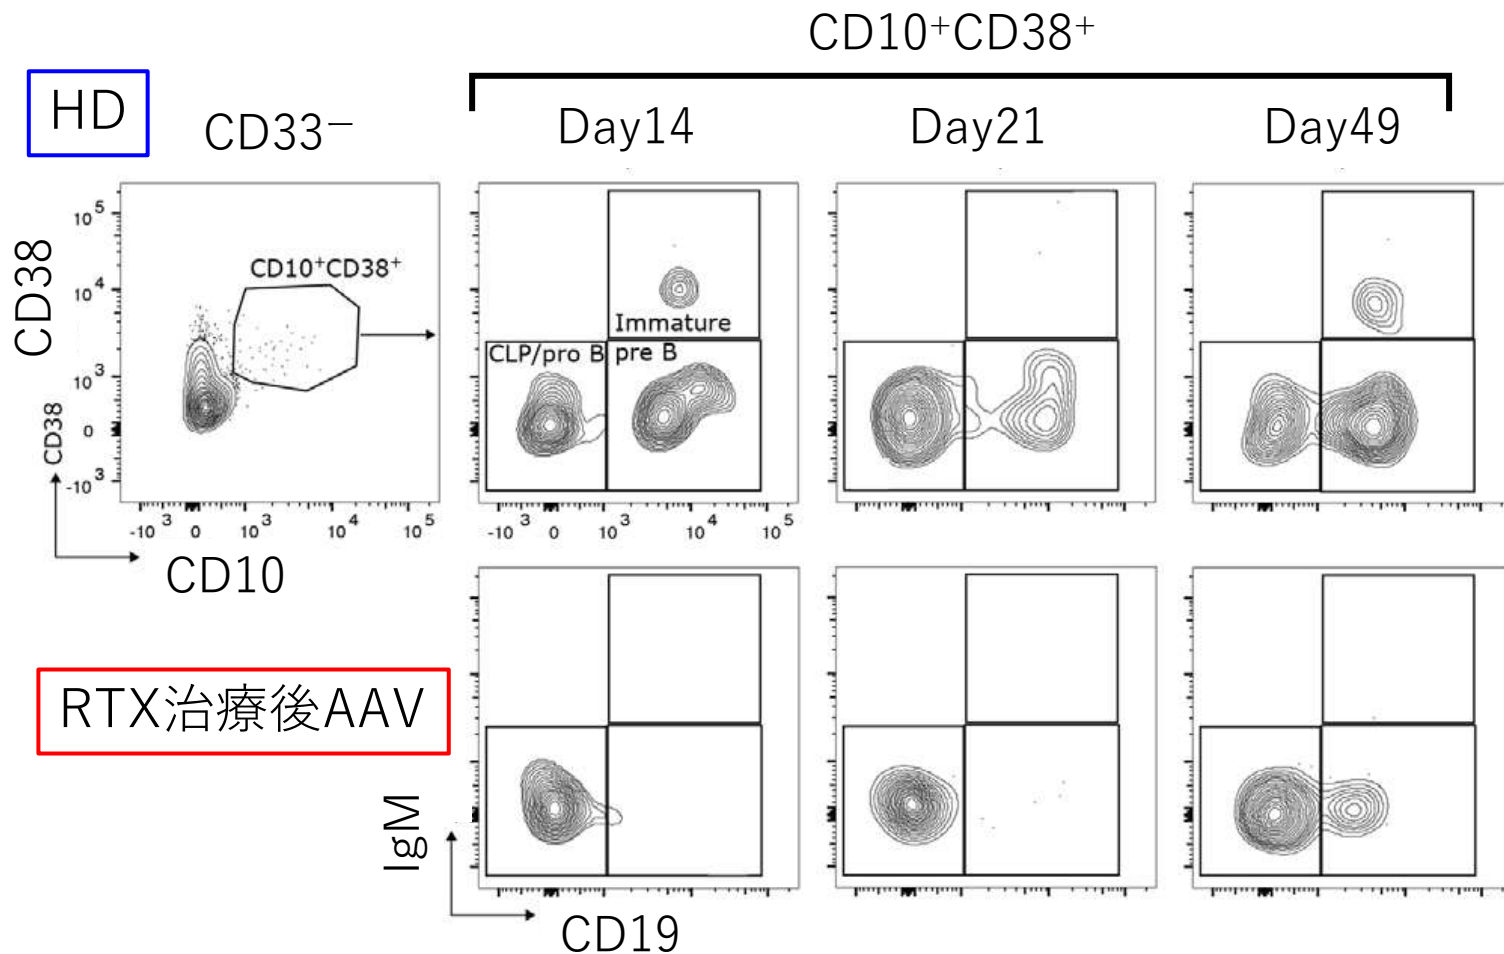 CD10⁺CD38⁺
HD
CD33⁻
Day14
Day21
Day49
CD38
10⁵
10⁴
10³
0
-10³
CD38
CD10⁺CD38⁺
Immature
CLP/pro B
pre B
-10³ 0 10³ 10⁴ 10⁵
-10³ 0 10³ 10⁴ 10⁵
CD10
RTX治療後AAV
IgM
CD19